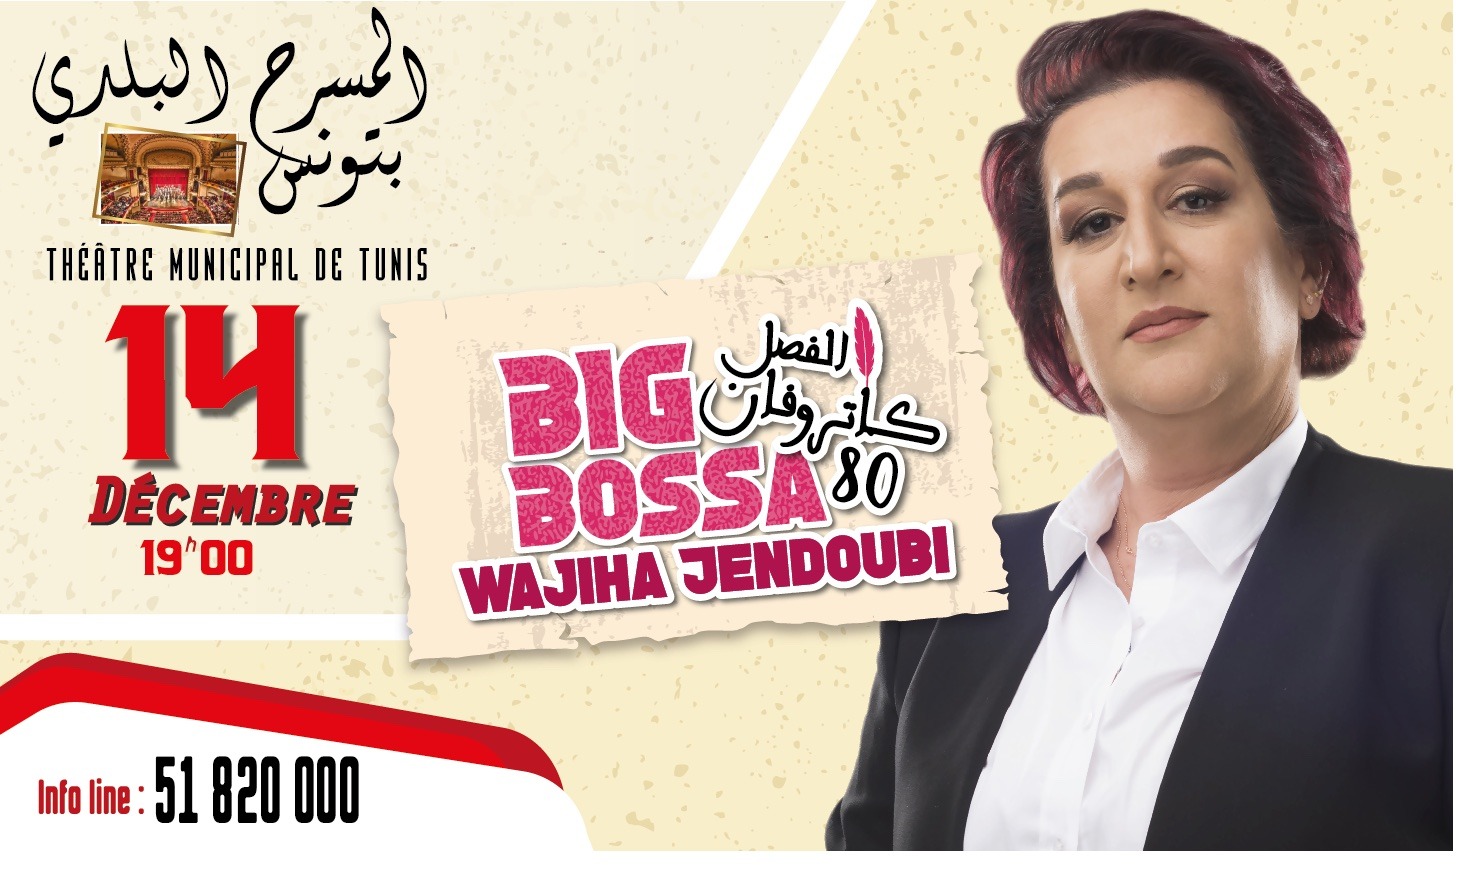 المسرح البلدي
بتونس
THÉÂTRE MUNICIPAL DE TUNIS
14
DÉCEMBRE
19h00
BIG
BOSSA
الفصل
كاتروفان
80
WAJIHA JENDOUBI
Info line : 51 820 000